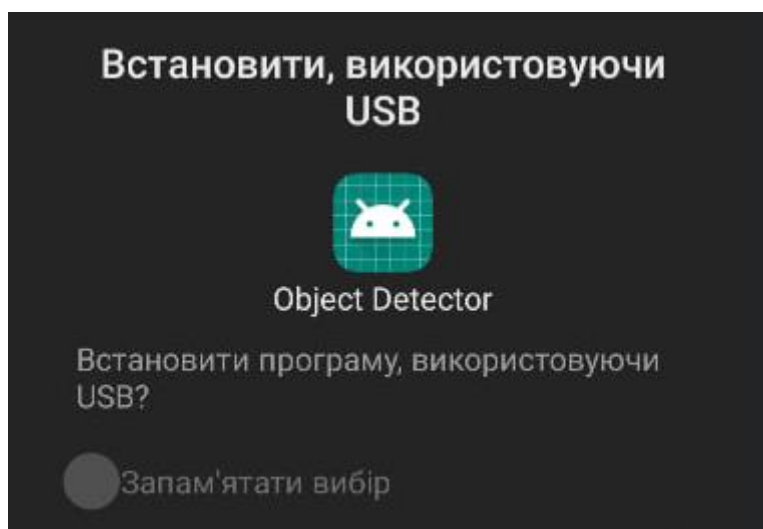 Встановити, використовуючи
USB
Object Detector
Встановити програму, використовуючи
USB?
Запам'ятати вибір